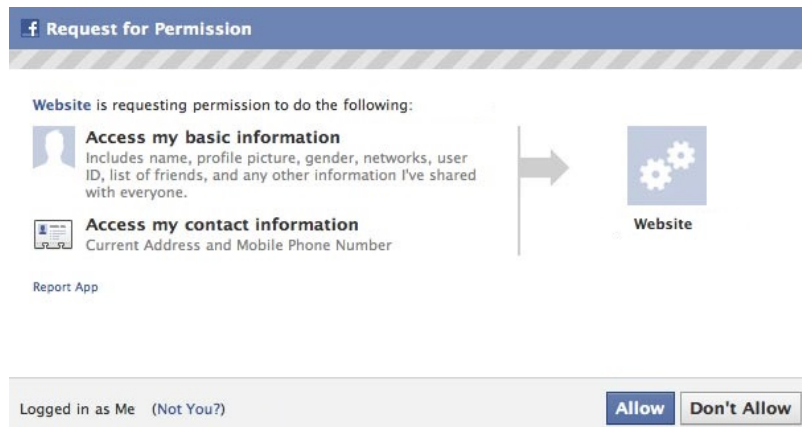 f Request for Permission
Website is requesting permission to do the following:
Access my basic information
Includes name, profile picture, gender, networks, user
ID, list of friends, and any other information I've shared
with everyone.
Access my contact information
Current Address and Mobile Phone Number
Website
Report App
Logged in as Me (Not You?)
Allow
Don't Allow